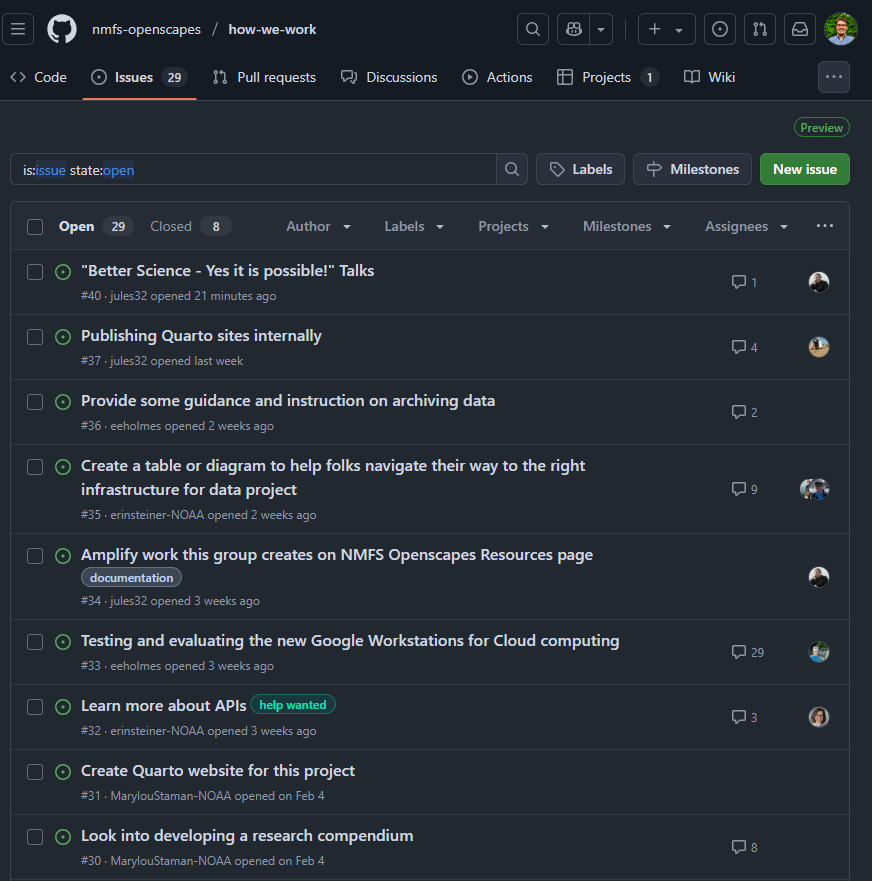 nmfs-openscapes / how-we-work
Code Issues 29 Pull requests Discussions Actions Projects 1 Wiki ...
Preview
is:issue state:open Labels Milestones New issue
Open 29 Closed 8 Author Labels Projects Milestones Assignees ...
"Better Science - Yes it is possible!" Talks
#40 · jules32 opened 21 minutes ago 1
Publishing Quarto sites internally
#37 · jules32 opened last week 4
Provide some guidance and instruction on archiving data
#36 · eeholmes opened 2 weeks ago 2
Create a table or diagram to help folks navigate their way to the right
infrastructure for data project 9
#35 · erinsteiner-NOAA opened 2 weeks ago
Amplify work this group creates on NMFS Openscapes Resources page
documentation
#34 · jules32 opened 3 weeks ago
Testing and evaluating the new Google Workstations for Cloud computing
#33 · eeholmes opened 3 weeks ago 29
Learn more about APIs help wanted
#32 · erinsteiner-NOAA opened 3 weeks ago 3
Create Quarto website for this project
#31 · MarylouStaman-NOAA opened on Feb 4
Look into developing a research compendium
#30 · MarylouStaman-NOAA opened on Feb 4 8